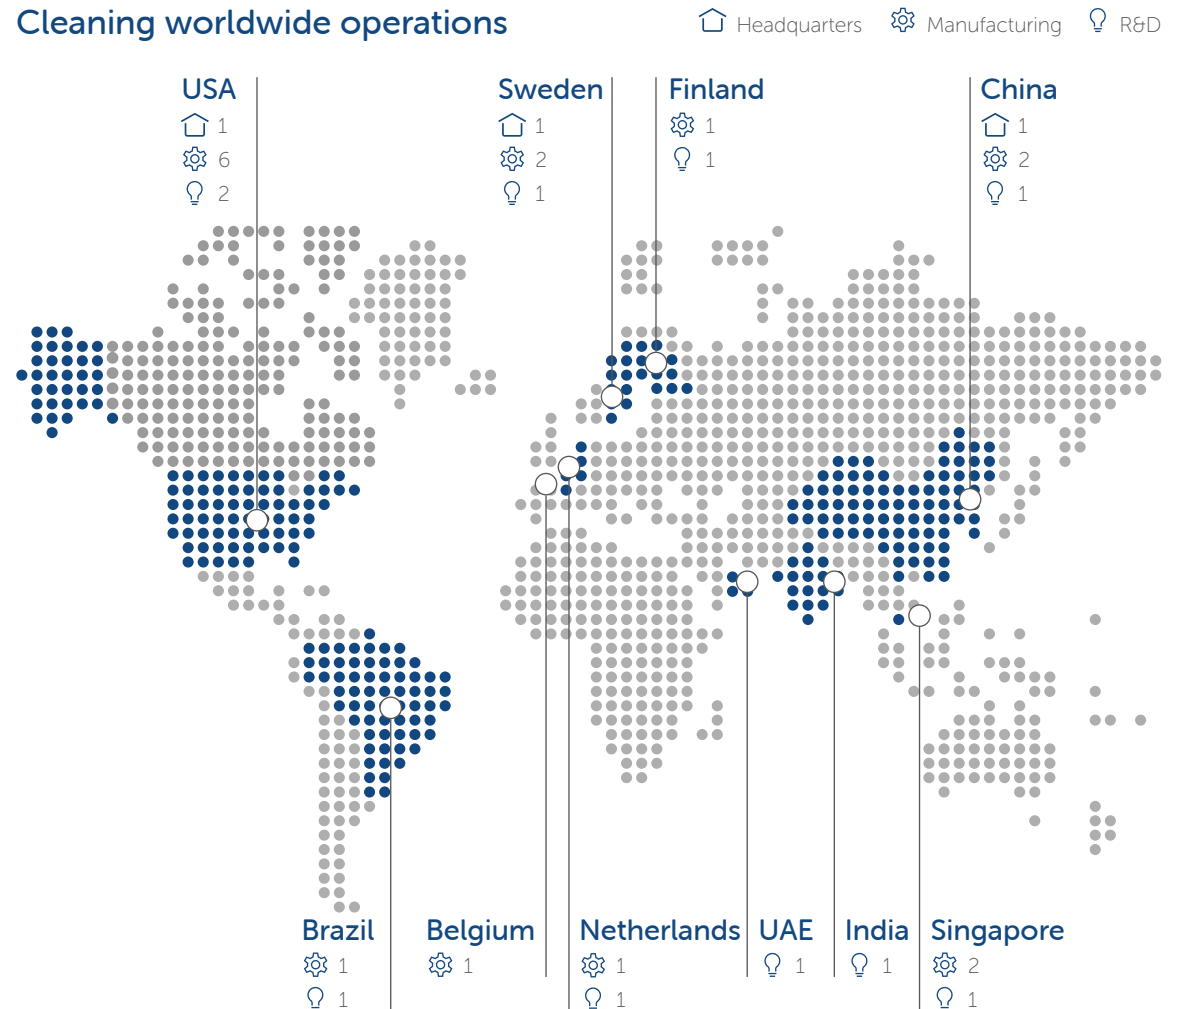 Cleaning worldwide operations
Headquarters Manufacturing R&D
USA
1
6
2
Sweden
1
2
1
Finland
1
1
China
1
2
1
Brazil
1
1
Belgium
1
Netherlands
1
1
UAE
1
India
1
Singapore
2
1